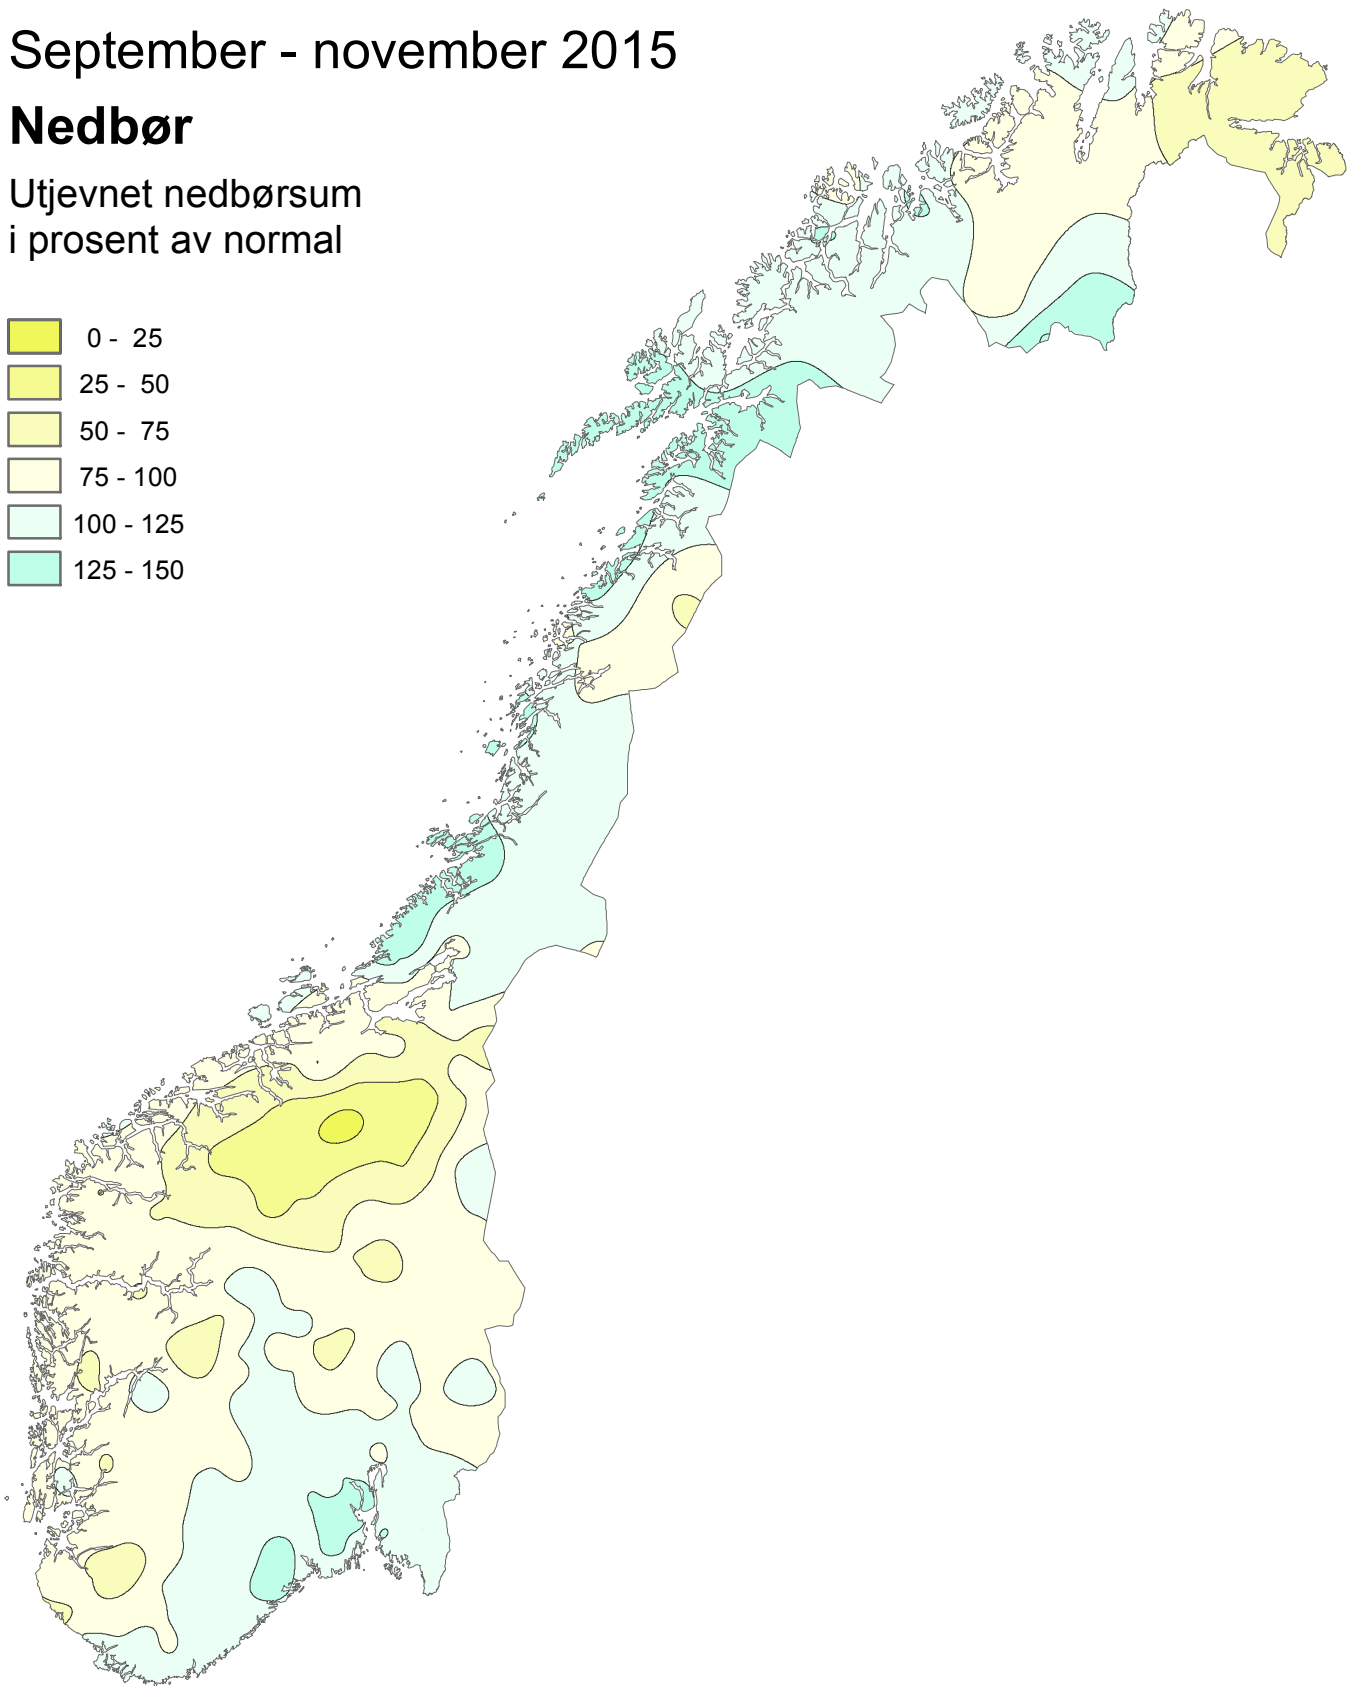 September - november 2015
Nedbør
Utjevnet nedbørsum
i prosent av normal
0 - 25
25 - 50
50 - 75
75 - 100
100 - 125
125 - 150